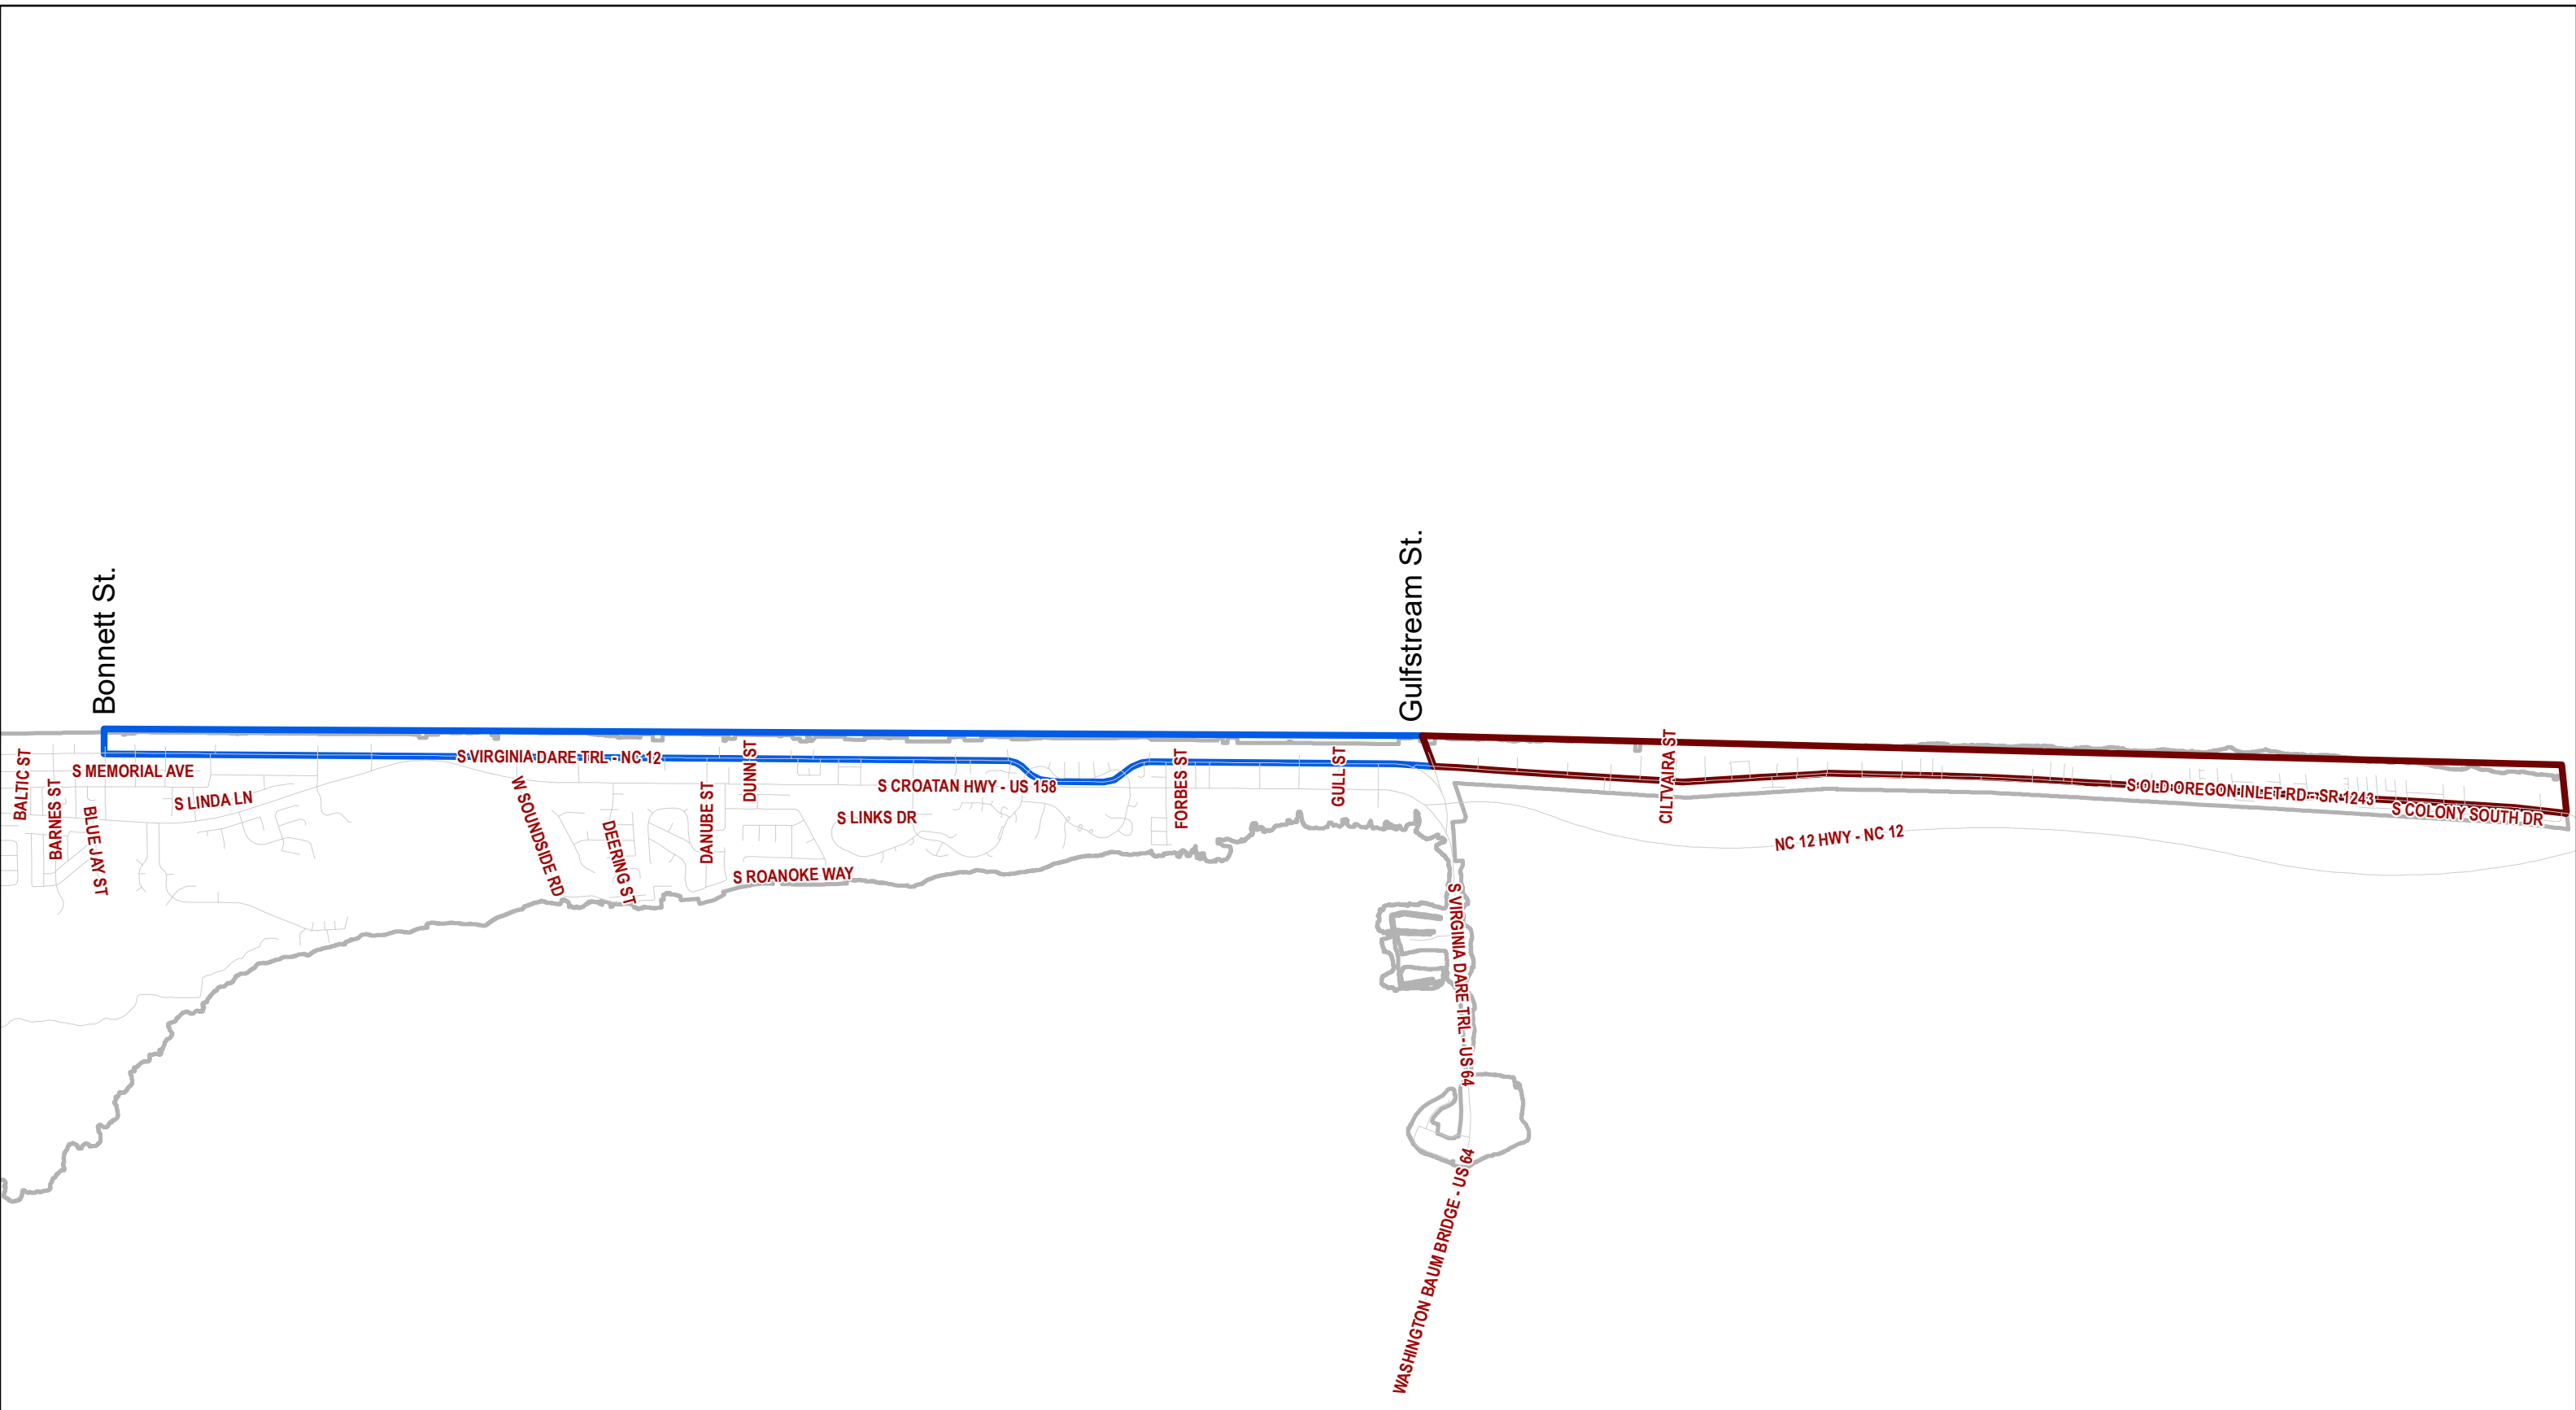 Bonnett St.
Gulfstream St.
BALTIC ST
BARNES ST
BLUE JAY ST
S MEMORIAL AVE
S LINDA LN
S VIRGINIA DARE TRL - NC 12
W SOUNDSIDE RD
DEERING ST
DANUBE ST
DUNN ST
S CROATAN HWY - US 158
S LINKS DR
S ROANOKE WAY
FORBES ST
GULL ST
CILTVAIRA ST
S OLD OREGON INLET RD - SR 1243
S COLONY SOUTH DR
NC 12 HWY - NC 12
S VIRGINIA DARE TRL - US 64
WASHINGTON BAUM BRIDGE - US 64